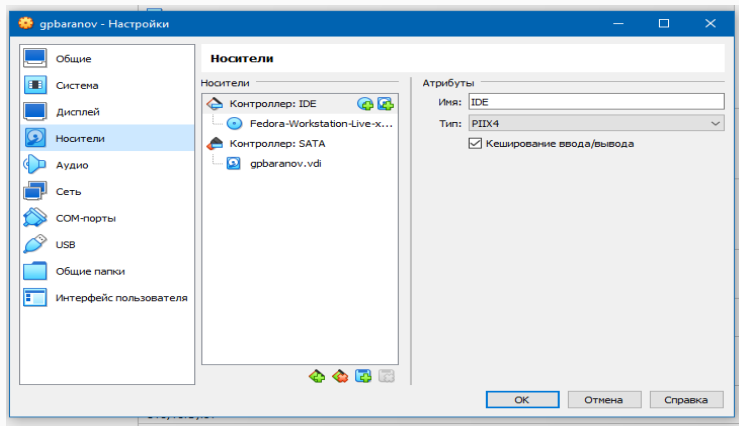 gpbaranov - Настройки
Общие
Система
Дисплей
Носители
Аудио
Сеть
COM-порты
USB
Общие папки
Интерфейс пользователя
Носители
Носители
Контроллер: IDE
Fedora-Workstation-Live-x...
Контроллер: SATA
gpbaranov.vdi
Атрибуты
Имя: IDE
Тип: PIIX4
Кеширование ввода/вывода
OK Отмена Справка